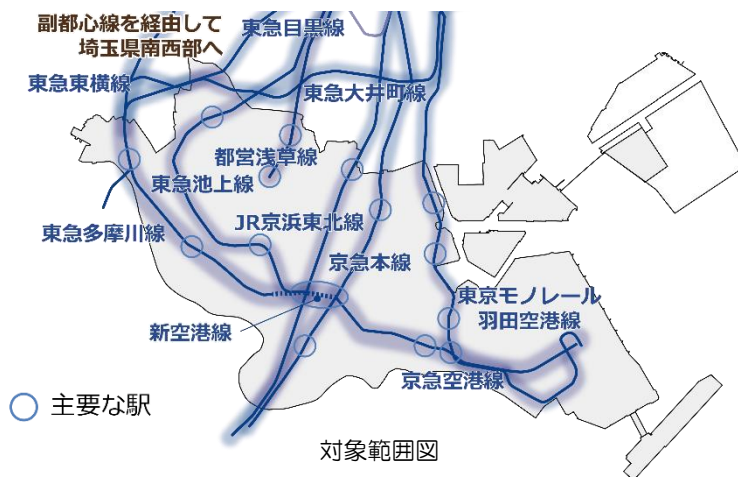 副都心線を経由して
埼玉県南西部へ
東急目黒線
東急東横線
東急大井町線
都営浅草線
東急池上線
JR京浜東北線
東急多摩川線
京急本線
東京モノレール
羽田空港線
新空港線
京急空港線
主要な駅
対象範囲図